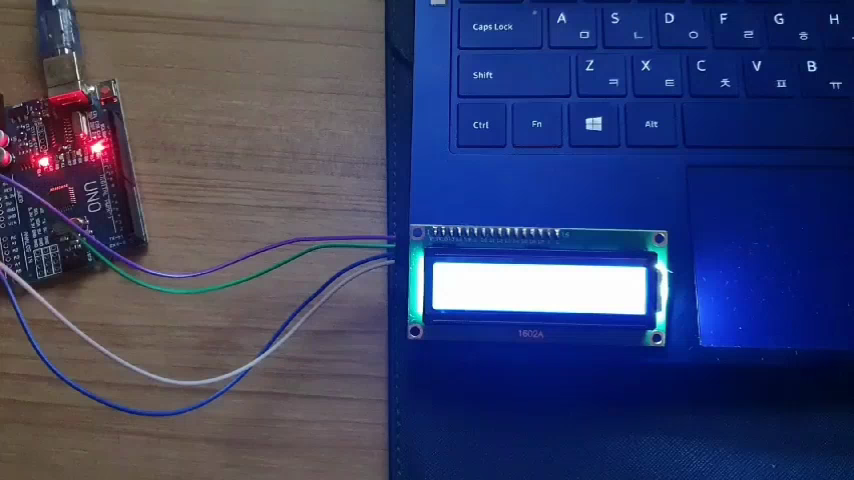 Caps Lock A ㅁ S ㄴ D ㅇ F ㄹ G ㅎ H
Shift Z ㅋ X ㅌ C ㅊ V ㅍ B ㅠ
Ctrl Fn Alt
UNO
1602A